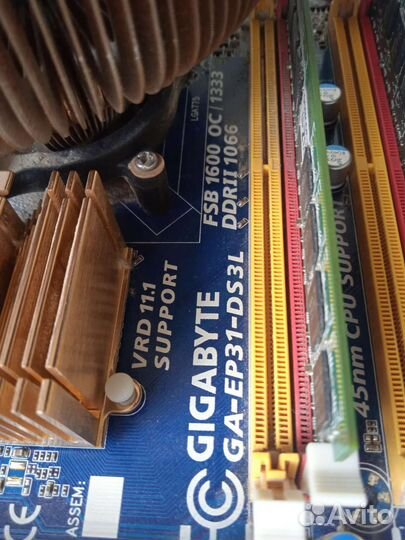 LGA775
FSB 1600 OC / 1333
DDRII 1066
VRD 11.1
SUPPORT
GIGABYTE
GA-EP31-DS3L
45nm CPU SUPPORT
ASSEM:
CE
Avito